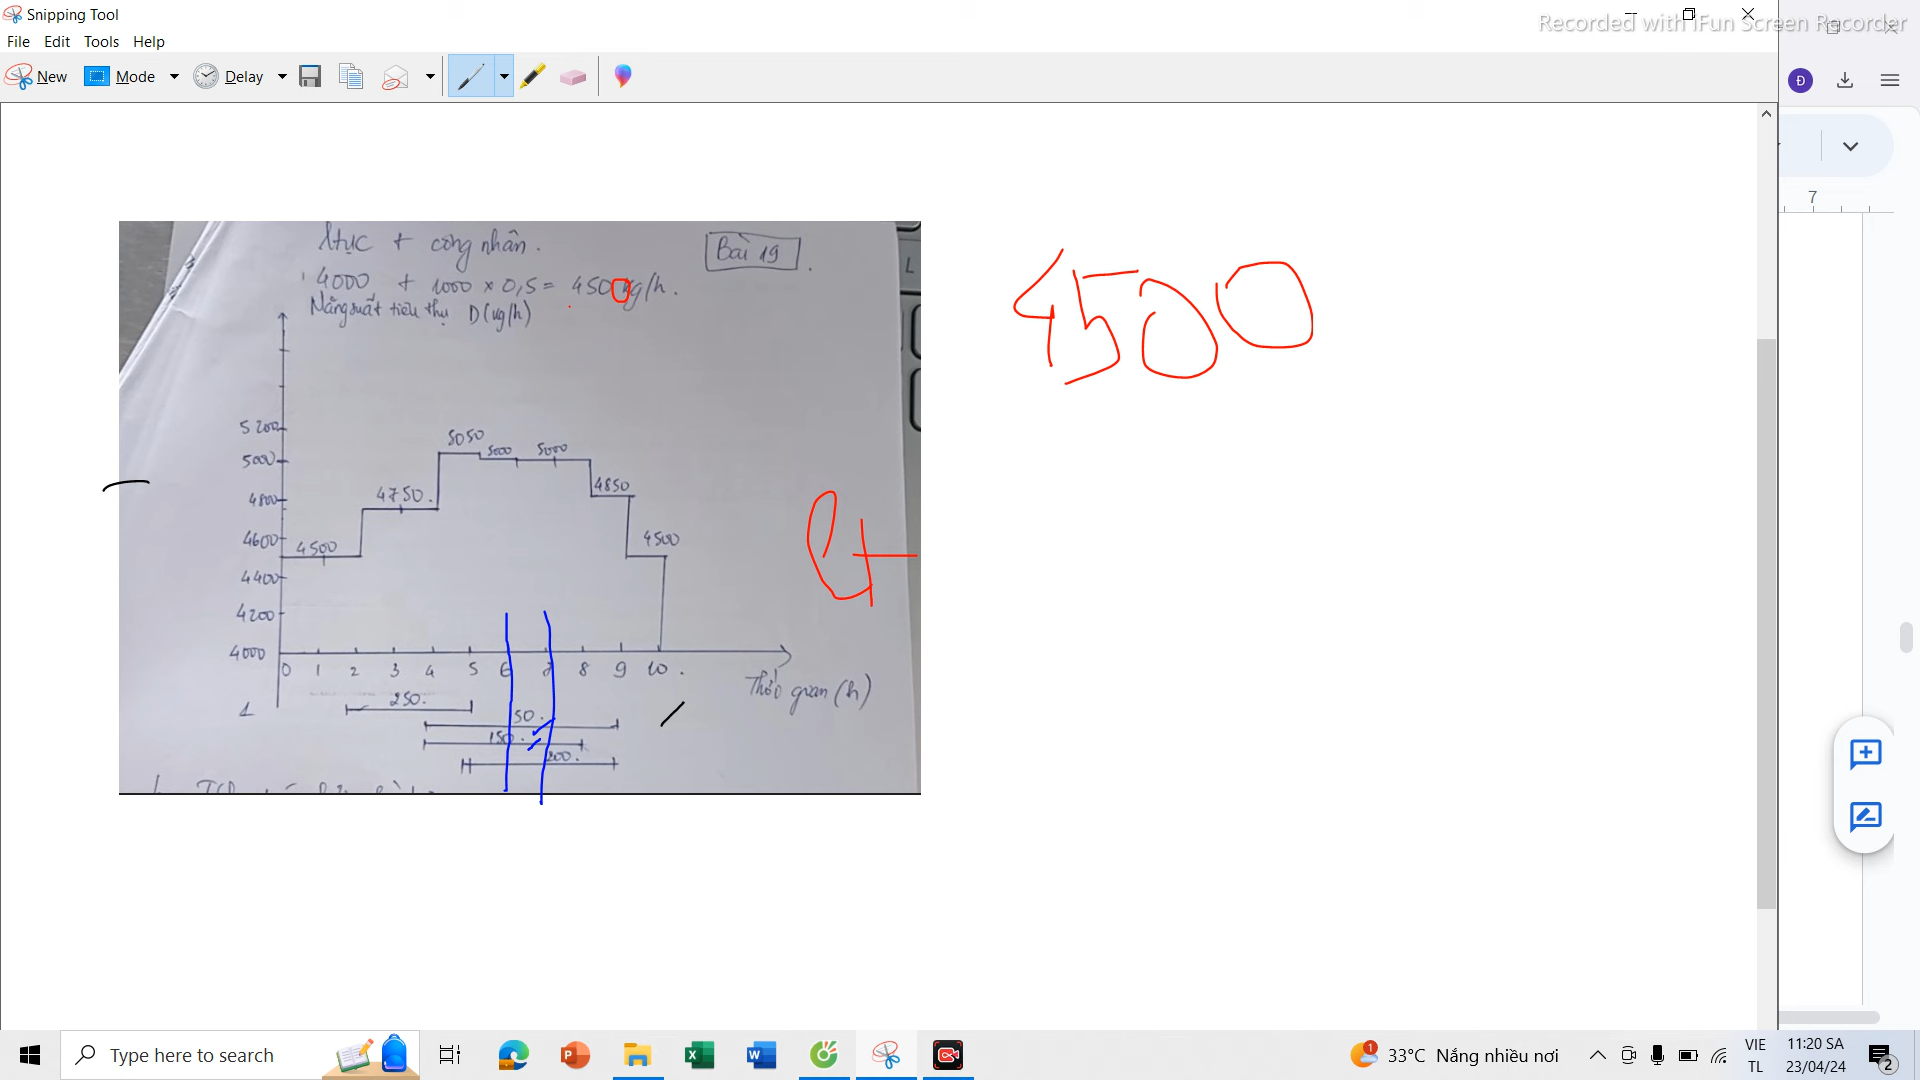 Snipping Tool
Recorded with iFun Screen Recorder
File Edit Tools Help
New Mode Delay
Đ
7
ltục + công nhân.
Bài 19
4000 + 1000 x 0,5 = 4500 kg/h.
Năng suất tiêu thụ D(kg/h)
4500
5200
5050
5000
5000
5000
4750.
4850
4800
4600
4500
4500
4400
4200
4000
0 1 2 3 4 5 6 7 8 9 10.
Thời gian (h)
250.
50.
150.
200.
Type here to search
33°C Nắng nhiều nơi
VIE
TL
11:20 SA
23/04/24
2
1